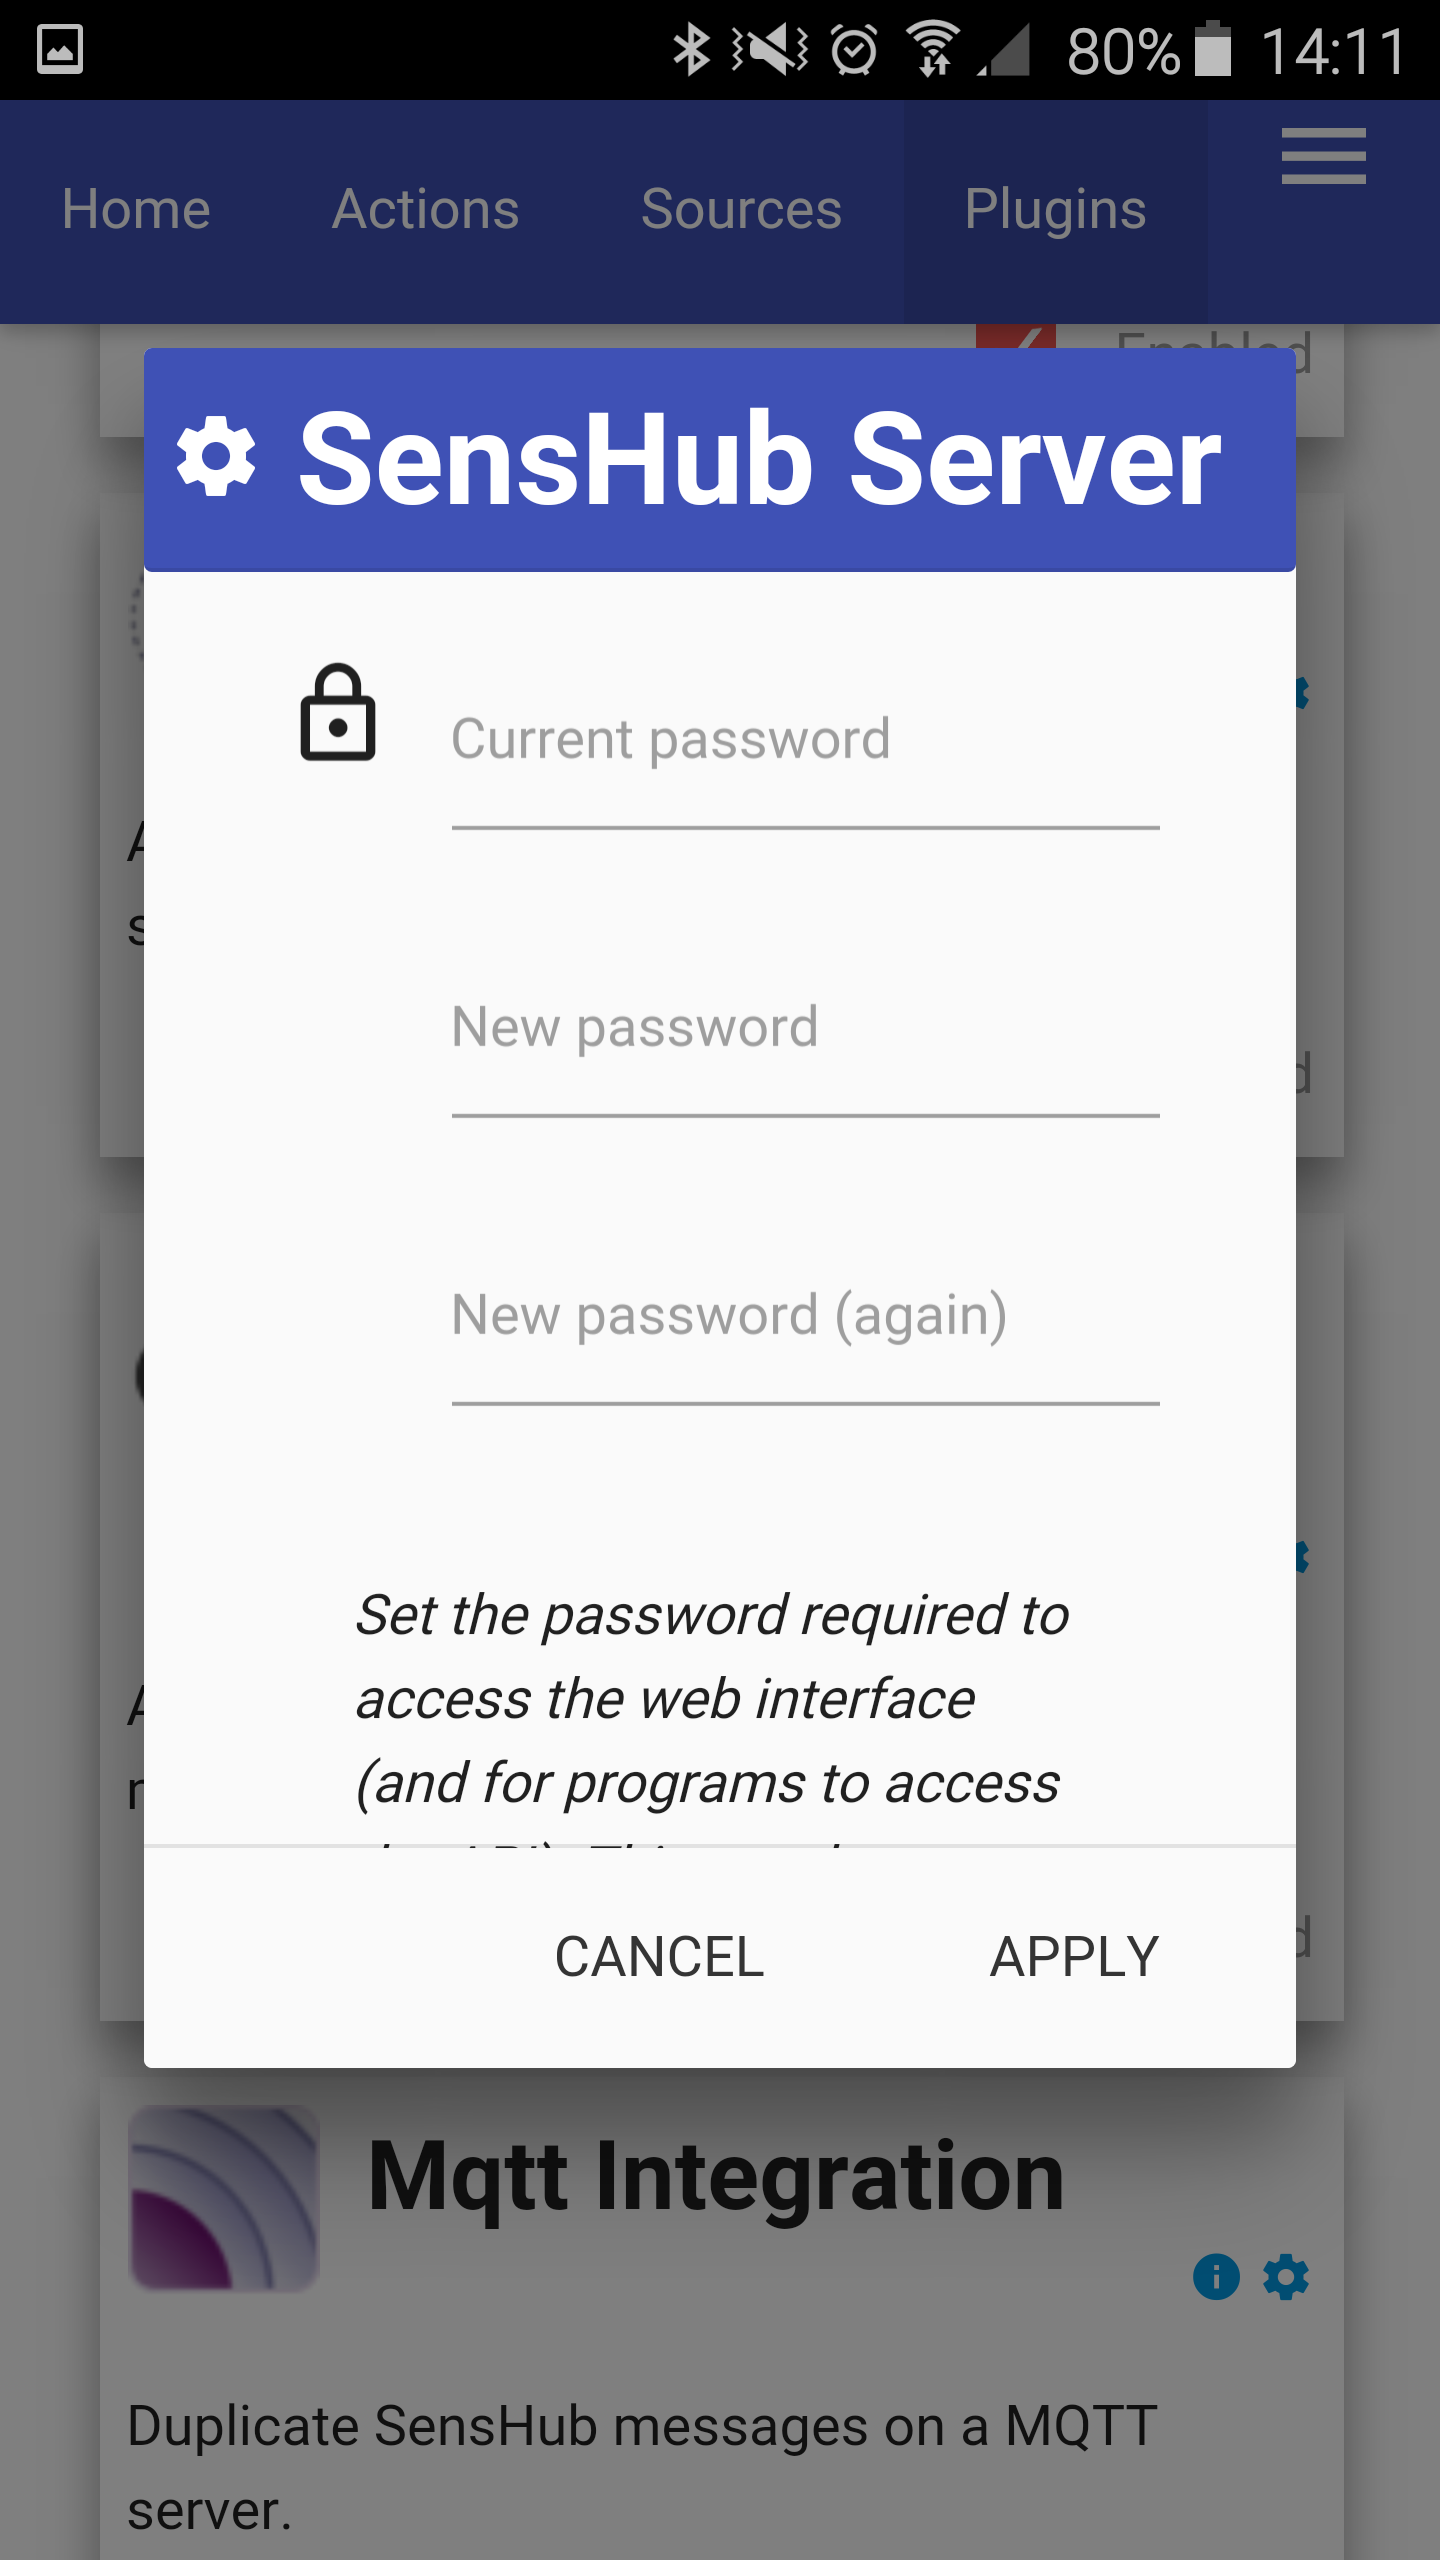 80% 14:11
Home Actions Sources Plugins
Enabled
SensHub Server
Current password
New password
New password (again)
Set the password required to
access the web interface
(and for programs to access
CANCEL APPLY
Mqtt Integration
Duplicate SensHub messages on a MQTT
server.